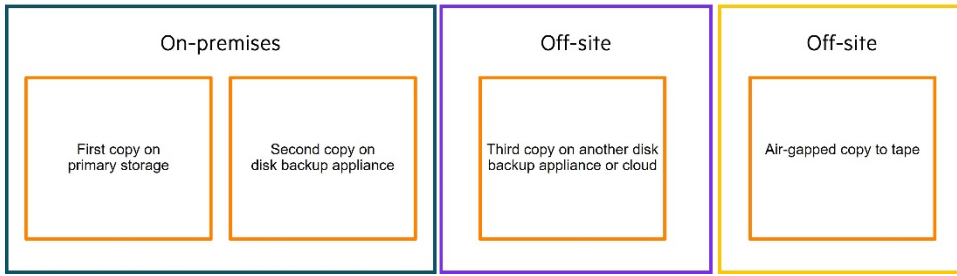 On-premises
First copy on
primary storage
Second copy on
disk backup appliance
Off-site
Third copy on another disk
backup appliance or cloud
Off-site
Air-gapped copy to tape